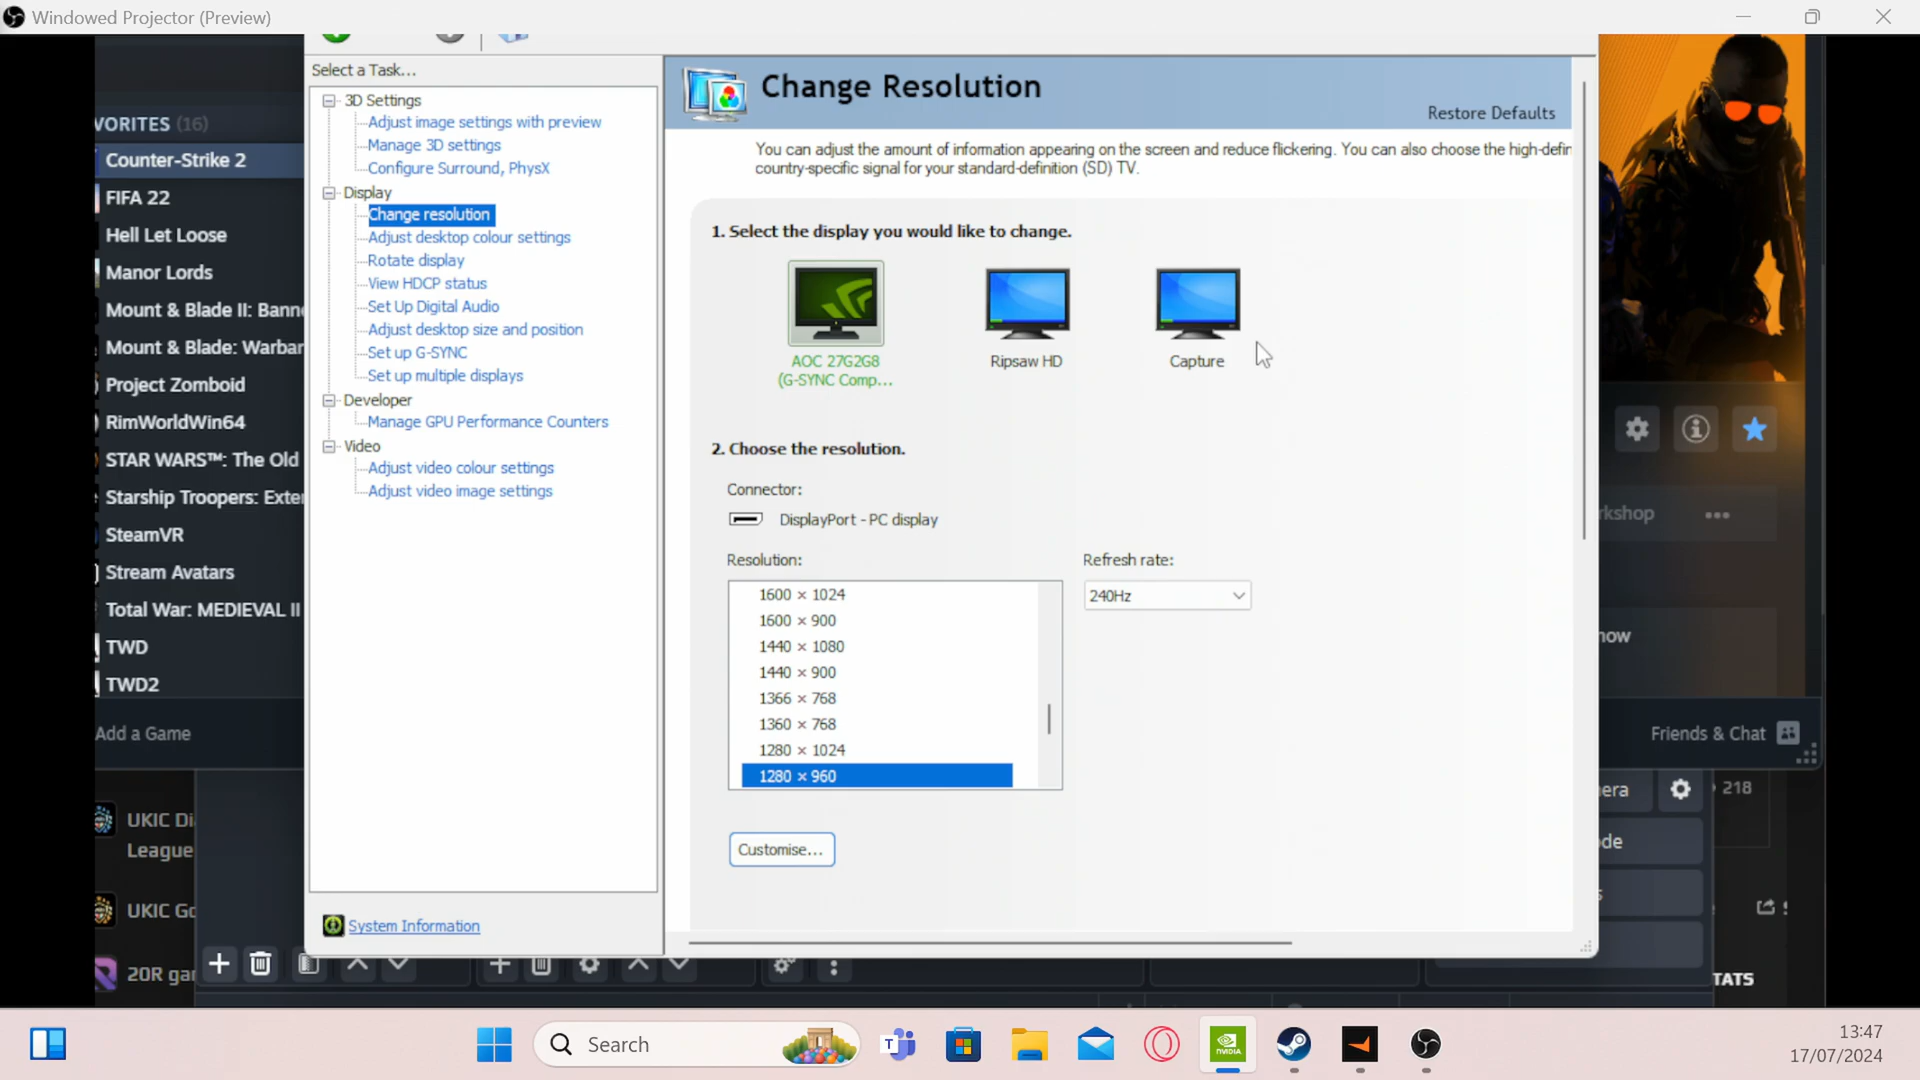 Windowed Projector (Preview)
VORITES (16)
Counter-Strike 2
FIFA 22
Hell Let Loose
Manor Lords
Mount & Blade II: Bann
Mount & Blade: Warbar
Project Zomboid
RimWorldWin64
STAR WARS™: The Old
Starship Troopers: Exter
SteamVR
Stream Avatars
Total War: MEDIEVAL II
TWD
TWD2
Add a Game
UKIC Di
League
UKIC Go
20R gar
Select a Task...
3D Settings
Adjust image settings with preview
Manage 3D settings
Configure Surround, PhysX
Display
Change resolution
Adjust desktop colour settings
Rotate display
View HDCP status
Set Up Digital Audio
Adjust desktop size and position
Set up G-SYNC
Set up multiple displays
Developer
Manage GPU Performance Counters
Video
Adjust video colour settings
Adjust video image settings
System Information
Change Resolution
Restore Defaults
You can adjust the amount of information appearing on the screen and reduce flickering. You can also choose the high-defin
country-specific signal for your standard-definition (SD) TV.
1. Select the display you would like to change.
AOC 27G2G8
(G-SYNC Comp...
Ripsaw HD
Capture
2. Choose the resolution.
Connector:
DisplayPort - PC display
Resolution:
Refresh rate:
240Hz
1600 × 1024
1600 × 900
1440 × 1080
1440 × 900
1366 × 768
1360 × 768
1280 × 1024
1280 × 960
Customise...
rkshop
now
Friends & Chat
era
218
de
s
TATS
Search
NVIDIA
13:47
17/07/2024